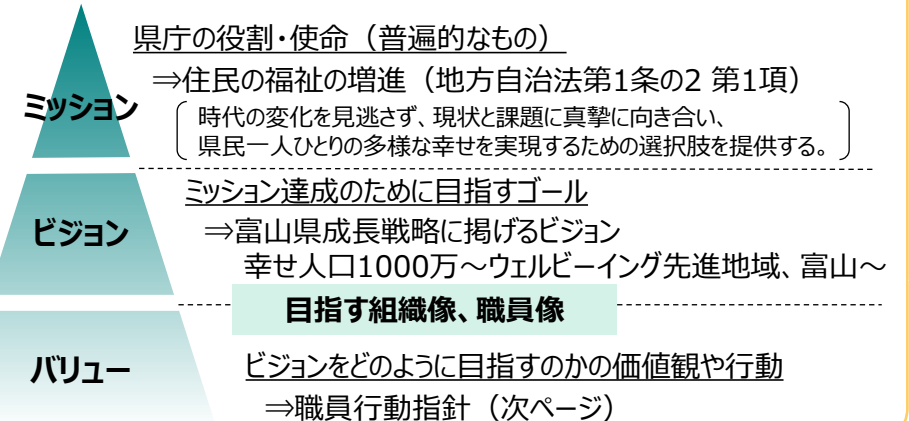 県庁の役割・使命（普遍的なもの）
⇒住民の福祉の増進（地方自治法第1条の2 第1項）
ミッション
時代の変化を見逃さず、現状と課題に真摯に向き合い、
県民一人ひとりの多様な幸せを実現するための選択肢を提供する。
ミッション達成のために目指すゴール
ビジョン
⇒富山県成長戦略に掲げるビジョン
幸せ人口1000万～ウェルビーイング先進地域、富山～
目指す組織像、職員像
バリュー
ビジョンをどのように目指すのかの価値観や行動
⇒職員行動指針（次ページ）